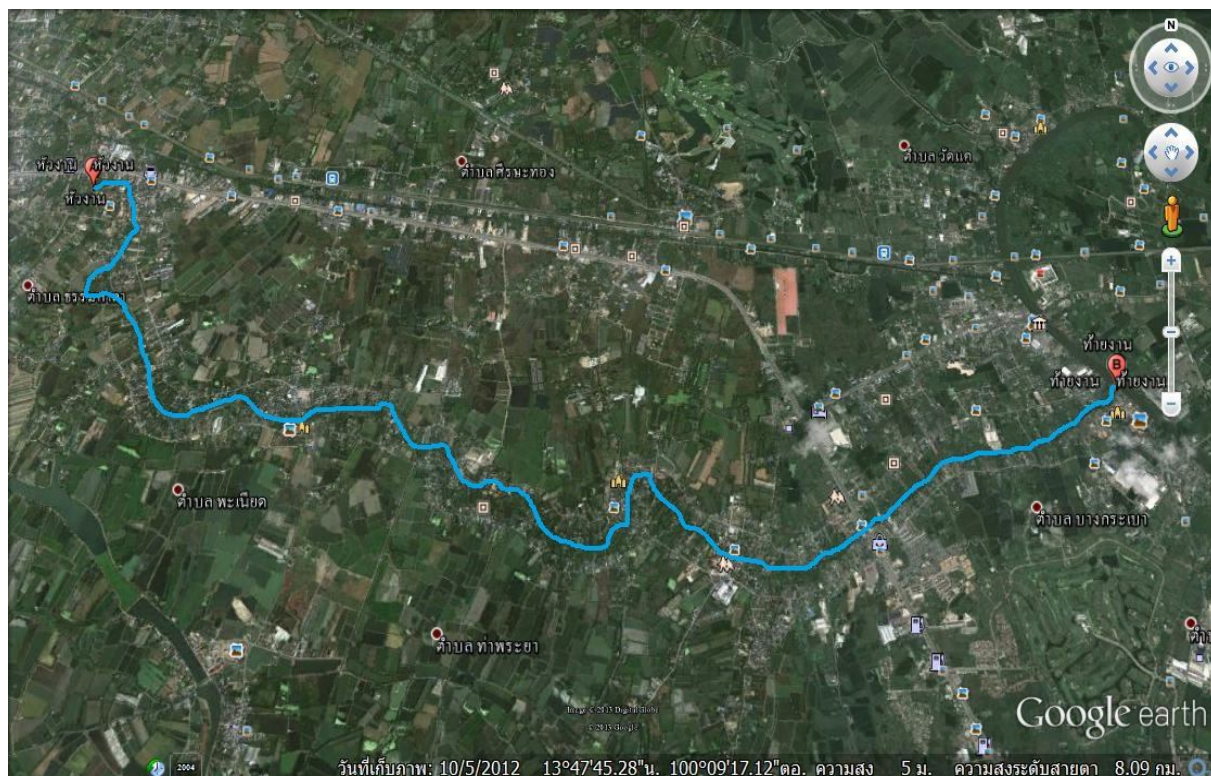 N
หัวงาน
หัวงาน
ตำบล ศีรษะทอง
ตำบล วัดแค
ท้ายงาน
B
ท้ายงาน ท้ายงาน
ตำบล พะเนียด
ตำบล บางกระเบา
ตำบล ท่าพระยา
Image © 2013 DigitalGlobe
© 2013 Google
Google earth
2004
วันที่เก็บภาพ: 10/5/2012 13°47'45.28"น. 100°09'17.12"ตอ. ความสูง 5 ม. ความสูงระดับสายตา 8.09 กม.